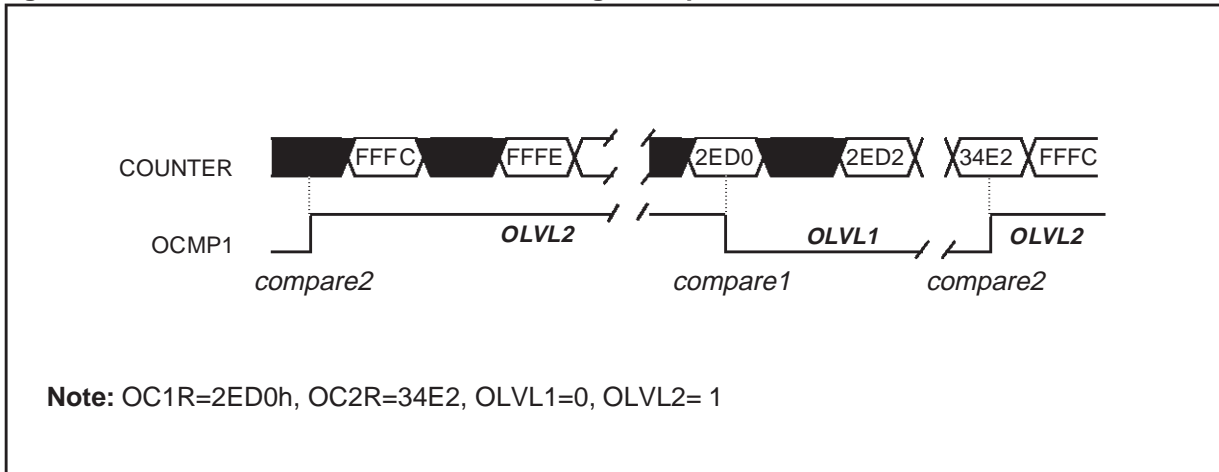 COUNTER FFFC FFFE 2ED0 2ED2 34E2 FFFC
OCMP1 OLVL2 OLVL1 OLVL2
compare2 compare1 compare2
Note: OC1R=2ED0h, OC2R=34E2, OLVL1=0, OLVL2= 1